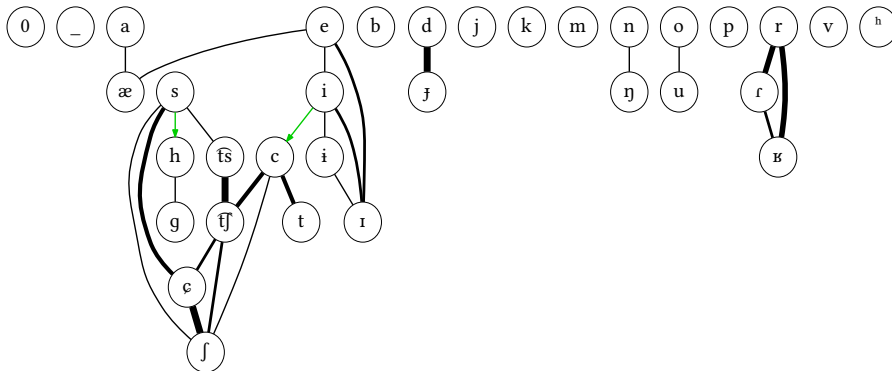 0 _ a e b d j k m n o p r v ʰ
æ s i ɟ ŋ u ɾ
h t͡s c ɨ ʁ
ɡ t͡ʃ t ɪ
ɕ
ʃ